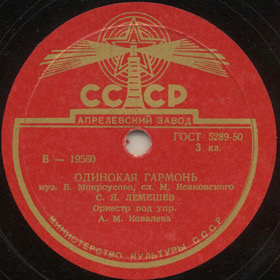 СССР
АПРЕЛЕВСКИЙ ЗАВОД
ГОСТ 5289-50
В — 19560
3 кл.
ОДИНОКАЯ ГАРМОНЬ
муз. Б. Мокроусова, сл. М. Исаковского
С. Я. ЛЕМЕШЕВ
Оркестр под упр.
А. М. Ковалева
МИНИСТЕРСТВО КУЛЬТУРЫ СССР